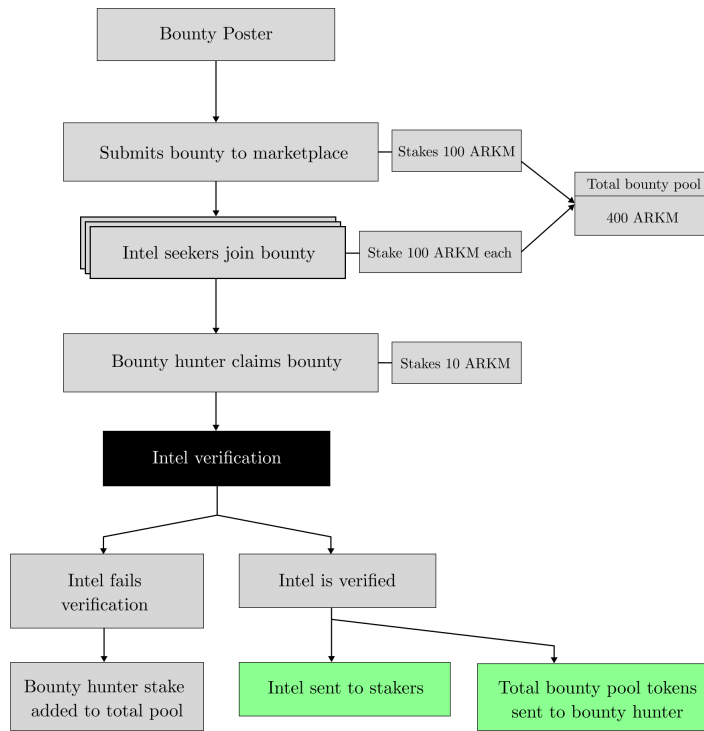 Bounty Poster
Submits bounty to marketplace
Stakes 100 ARKM
Total bounty pool
400 ARKM
Intel seekers join bounty
Stake 100 ARKM each
Bounty hunter claims bounty
Stakes 10 ARKM
Intel verification
Intel fails
verification
Intel is verified
Bounty hunter stake
added to total pool
Intel sent to stakers
Total bounty pool tokens
sent to bounty hunter